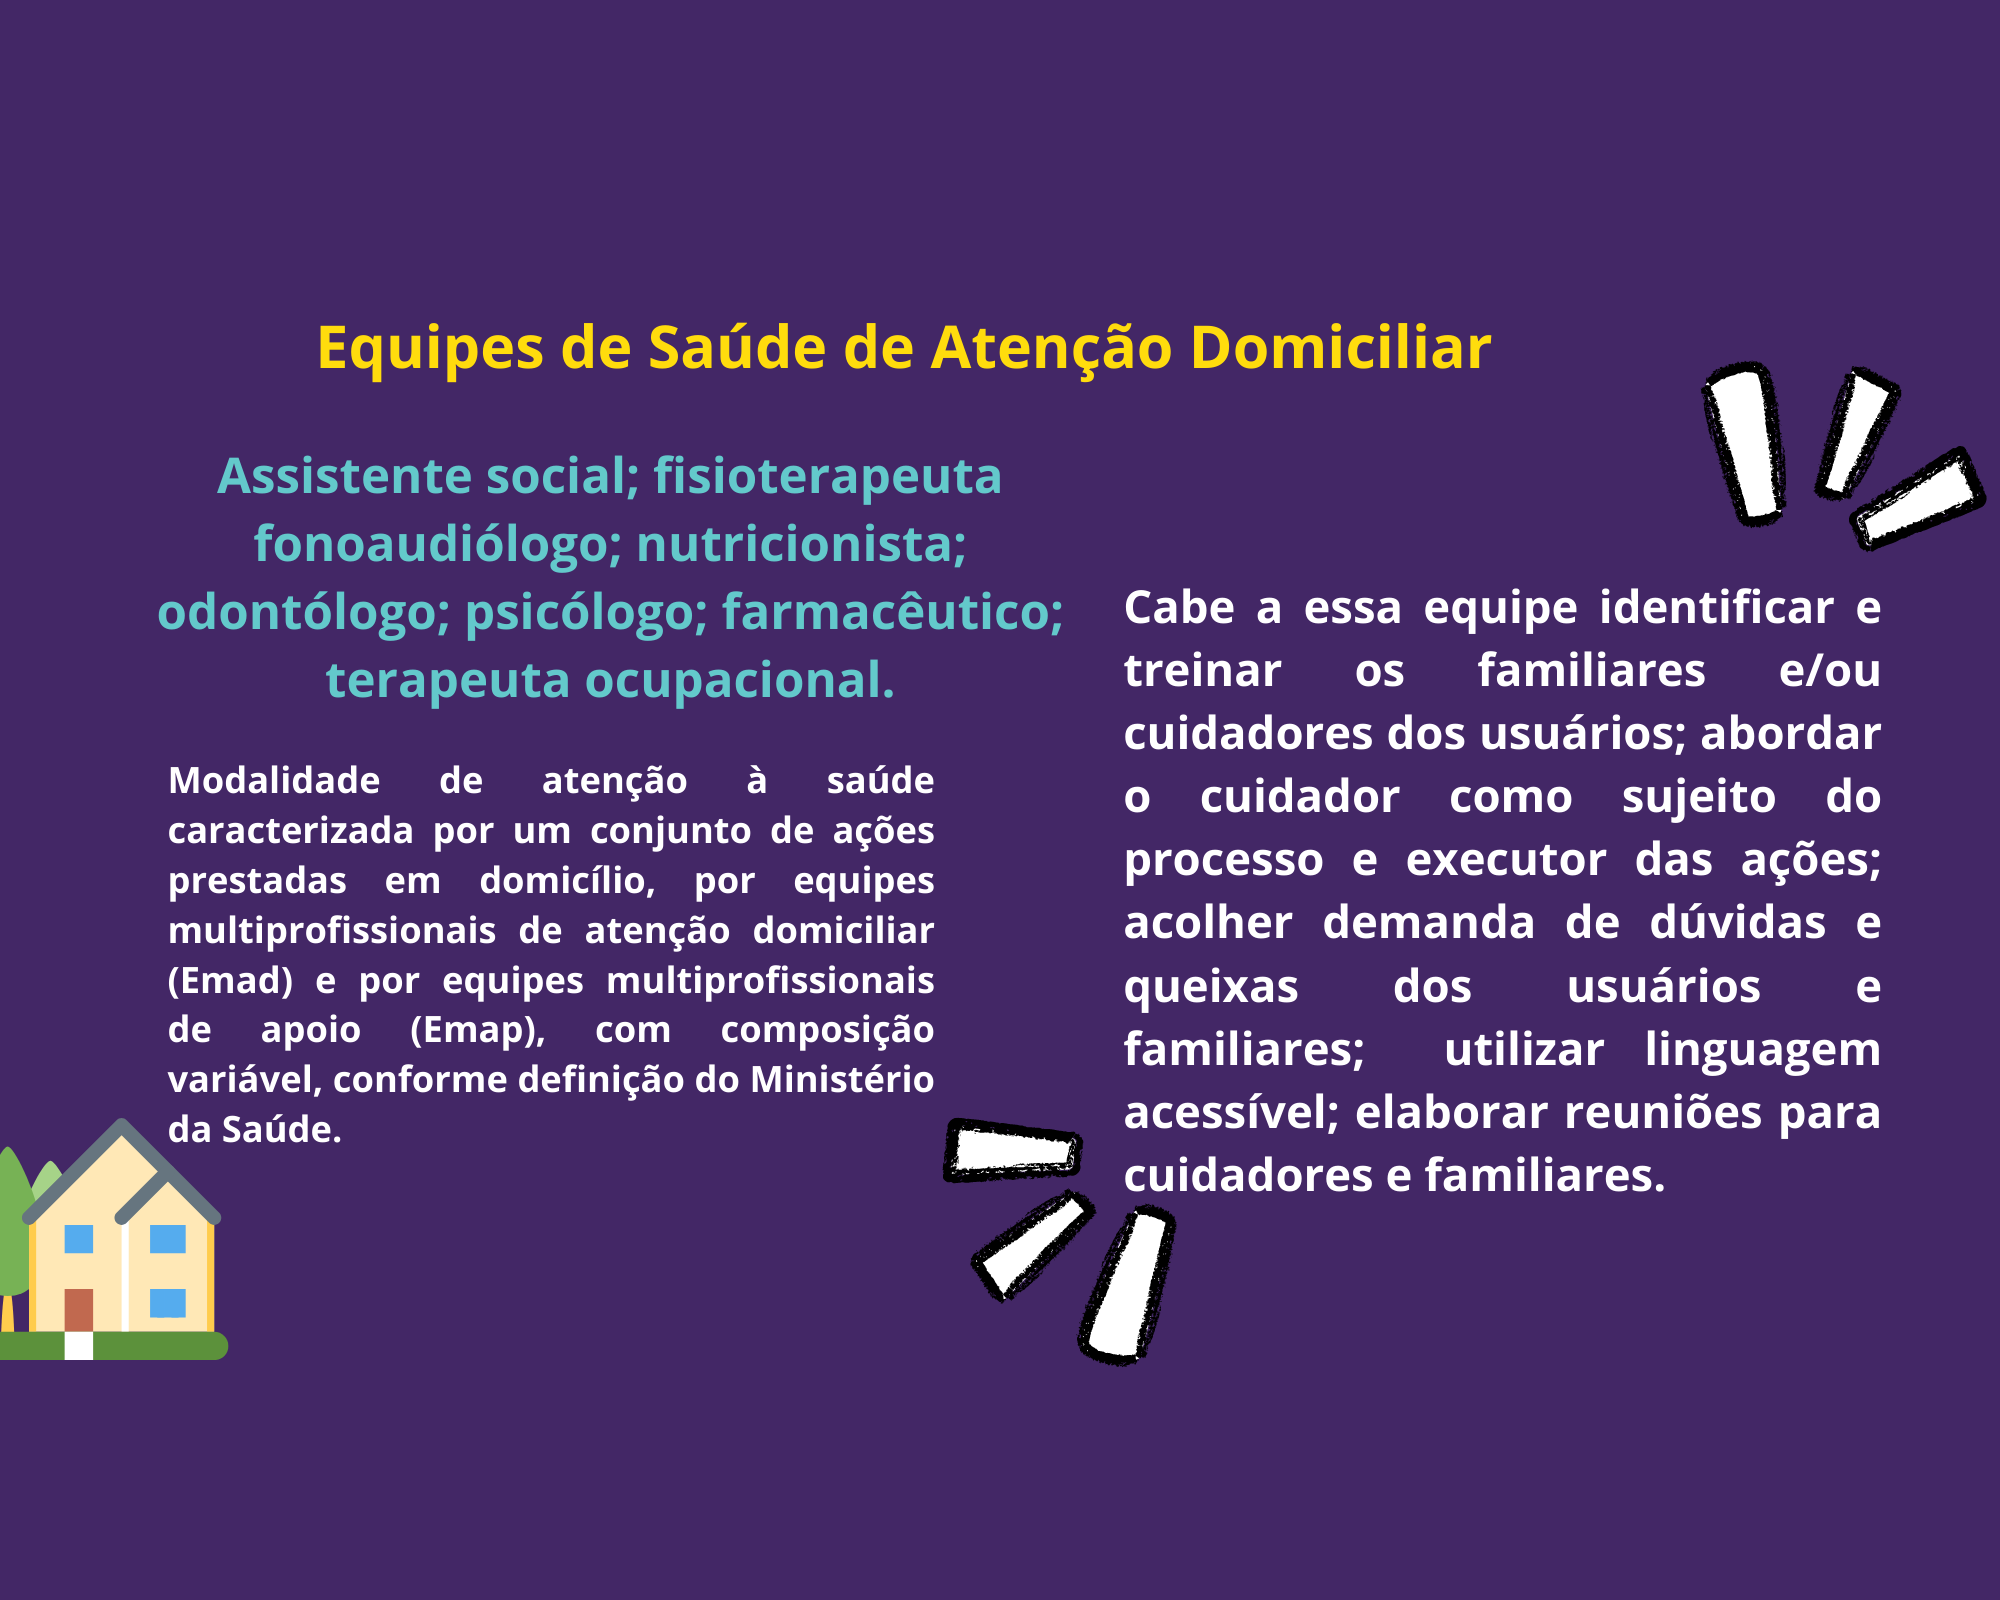 Equipes de Saúde de Atenção Domiciliar
Assistente social; fisioterapeuta
fonoaudiólogo; nutricionista;
odontólogo; psicólogo; farmacêutico;
terapeuta ocupacional.
Modalidade de atenção à saúde
caracterizada por um conjunto de ações
prestadas em domicílio, por equipes
multiprofissionais de atenção domiciliar
(Emad) e por equipes multiprofissionais
de apoio (Emap), com composição
variável, conforme definição do Ministério
da Saúde.
Cabe a essa equipe identificar e
treinar os familiares e/ou
cuidadores dos usuários; abordar
o cuidador como sujeito do
processo e executor das ações;
acolher demanda de dúvidas e
queixas dos usuários e
familiares; utilizar linguagem
acessível; elaborar reuniões para
cuidadores e familiares.